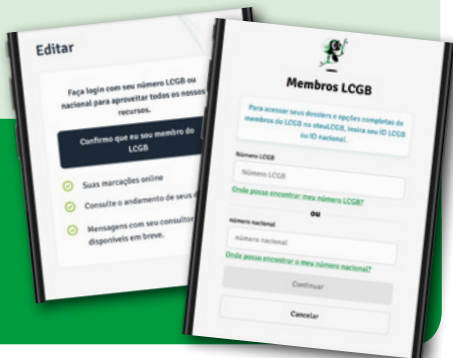 Editar
Faça login com seu número LCGB ou
nacional para aproveitar todos os nossos
recursos.
Confirmo que eu sou membro do
LCGB
Suas marcações online
Consulte o andamento de seus
Mensagens com seu consultor
disponíveis em breve.
Membros LCGB
Para acessar seus dossiers e opções completas de
membros do LCGB no oteuLCGB, insira seu ID LCGB
ou ID nacional.
Número LCGB
Número LCGB
Onde posso encontrar meu número LCGB?
ou
número nacional
número nacional
Onde posso encontrar o meu número nacional?
Continuar
Cancelar